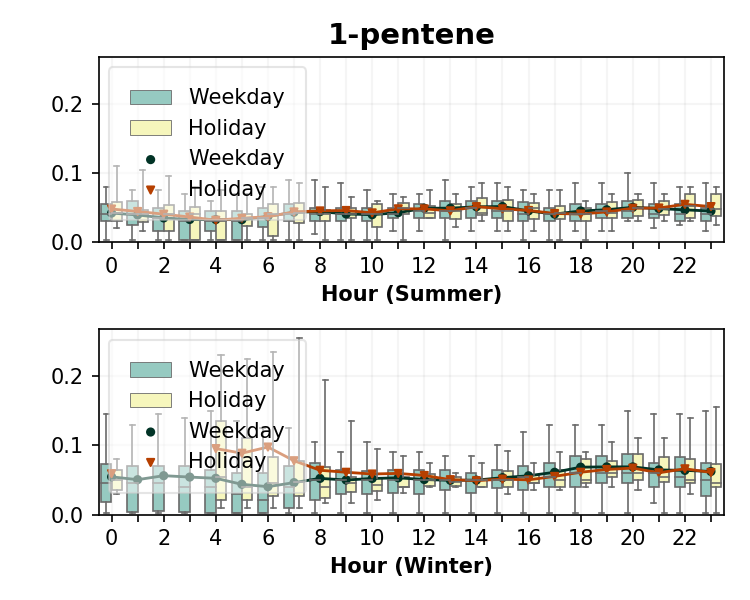 1-pentene
0.2
0.1
0.0
Weekday
Holiday
Weekday
Holiday
0 2 4 6 8 10 12 14 16 18 20 22
Hour (Summer)
0.2
0.1
0.0
Weekday
Holiday
Weekday
Holiday
0 2 4 6 8 10 12 14 16 18 20 22
Hour (Winter)